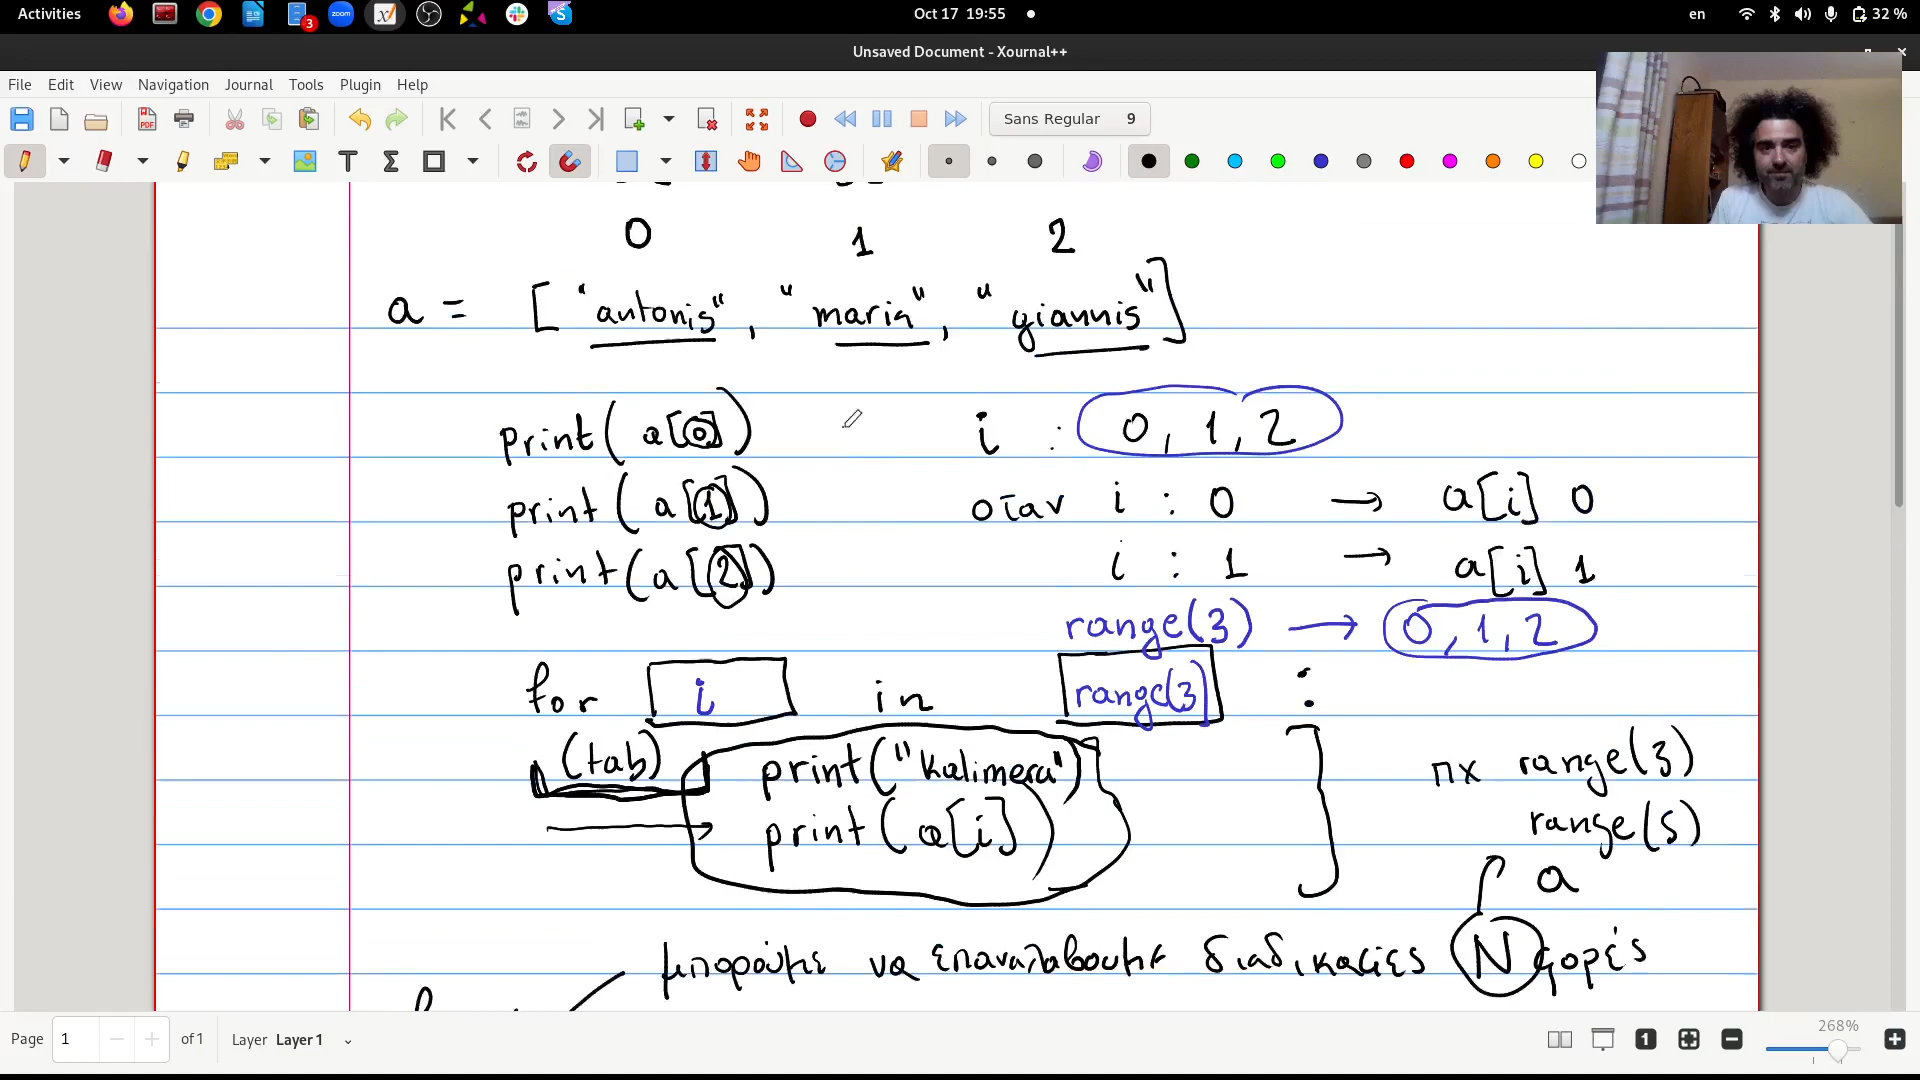 Activities
zoom
3
Oct 17 19:55
en
32 %
Unsaved Document - Xournal++
File Edit View Navigation Journal Tools Plugin Help
Sans Regular 9
0 1 2
a = ["antonis", "maria", "giannis"]
print(a[0]) i : 0, 1, 2
print(a[1]) οταν i : 0 → a[i] 0
print(a[2]) i : 1 → a[i] 1
range(3) → 0, 1, 2
for i in range(3) :
(tab) print("kalimera") πχ range(3)
print(a[i]) range(5)
a
μπορούμε να επαναλάβουμε διαδικασίες N φορές
Page 1 of 1 Layer Layer 1
268%